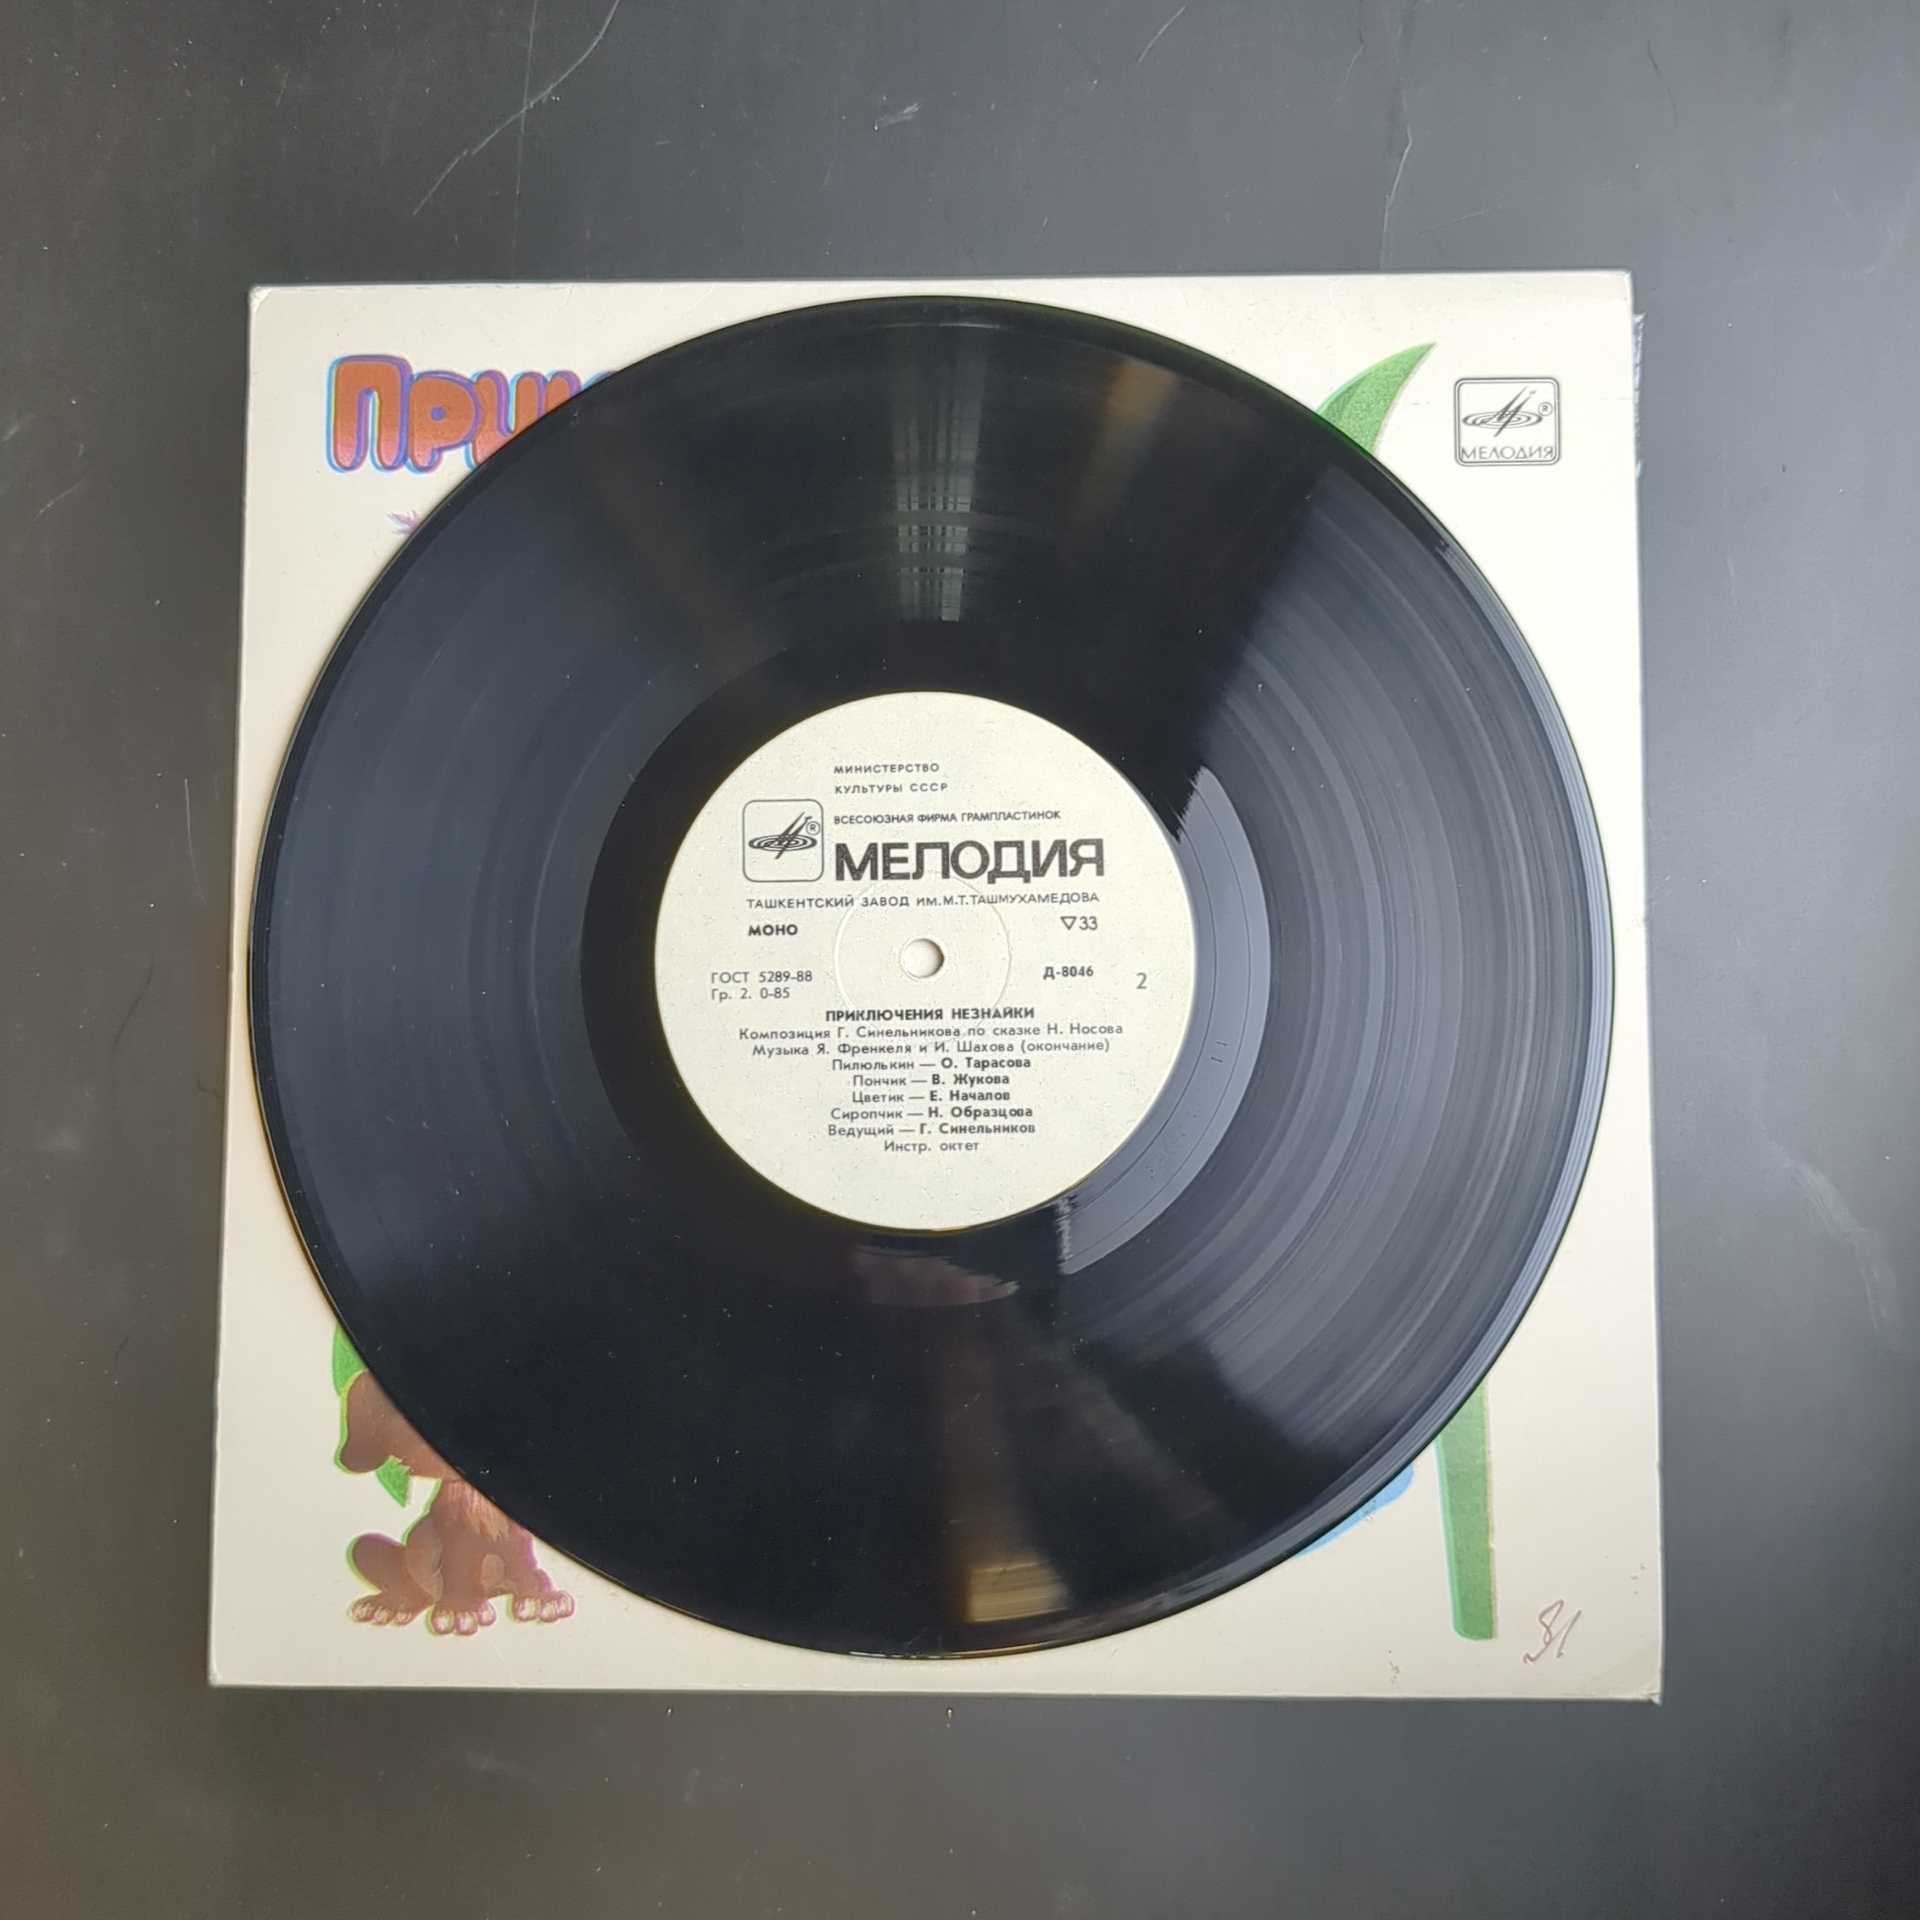 При
МЕЛОДИЯ
МИНИСТЕРСТВО
КУЛЬТУРЫ СССР
ВСЕСОЮЗНАЯ ФИРМА ГРАМПЛАСТИНОК
МЕЛОДИЯ
ТАШКЕНТСКИЙ ЗАВОД ИМ.М.Т.ТАШМУХАМЕДОВА
МОНО ▽33
ГОСТ 5289-88 Д-8046 2
Гр. 2. 0-85
ПРИКЛЮЧЕНИЯ НЕЗНАЙКИ
Композиция Г. Синельникова по сказке Н. Носова
Музыка Я. Френкеля и И. Шахова (окончание)
Пилюлькин — О. Тарасова
Пончик — В. Жукова
Цветик — Е. Началов
Сиропчик — Н. Образцова
Ведущий — Г. Синельников
Инстр. октет